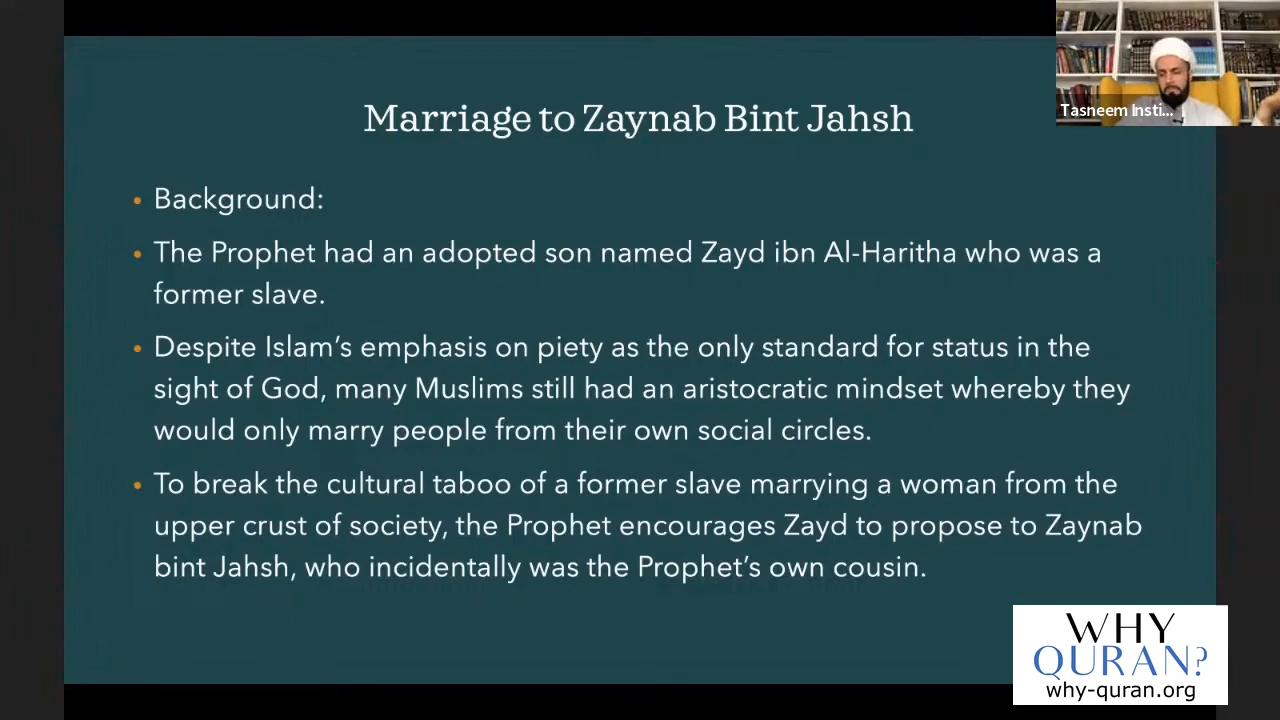 Tasneem Insti...
Marriage to Zaynab Bint Jahsh
• Background:
• The Prophet had an adopted son named Zayd ibn Al-Haritha who was a
former slave.
• Despite Islam’s emphasis on piety as the only standard for status in the
sight of God, many Muslims still had an aristocratic mindset whereby they
would only marry people from their own social circles.
• To break the cultural taboo of a former slave marrying a woman from the
upper crust of society, the Prophet encourages Zayd to propose to Zaynab
bint Jahsh, who incidentally was the Prophet’s own cousin.
WHY
QURAN?
why-quran.org